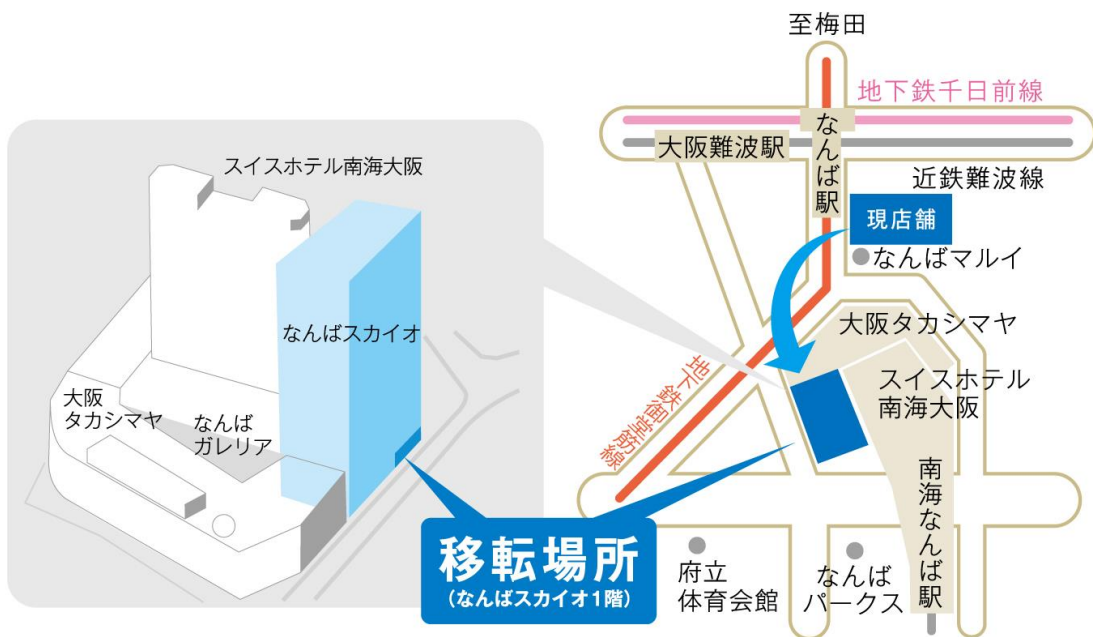 スイスホテル南海大阪
なんばスカイオ
大阪
タカシマヤ
なんば
ガレリア
移転場所
(なんばスカイオ1階)
至梅田
地下鉄千日前線
大阪難波駅
なんば駅
近鉄難波線
現店舗
なんばマルイ
大阪タカシマヤ
スイスホテル
南海大阪
地下鉄御堂筋線
南海なんば駅
府立
体育会館
なんば
パークス